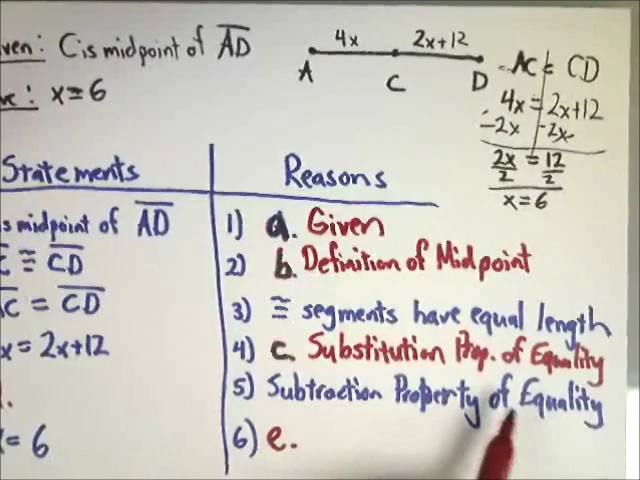 ven: C is midpoint of AD
4x 2x+12
A C D
AC = CD
4x = 2x+12
-2x -2x
2x = 12
2 2
x = 6
ve: x = 6
Statements Reasons
s midpoint of AD 1) a. Given
C ≅ CD 2) b. Definition of Midpoint
AC = CD 3) ≅ segments have equal length
x = 2x+12 4) c. Substitution Prop. of Equality
5) Subtraction Property of Equality
= 6 6) e.